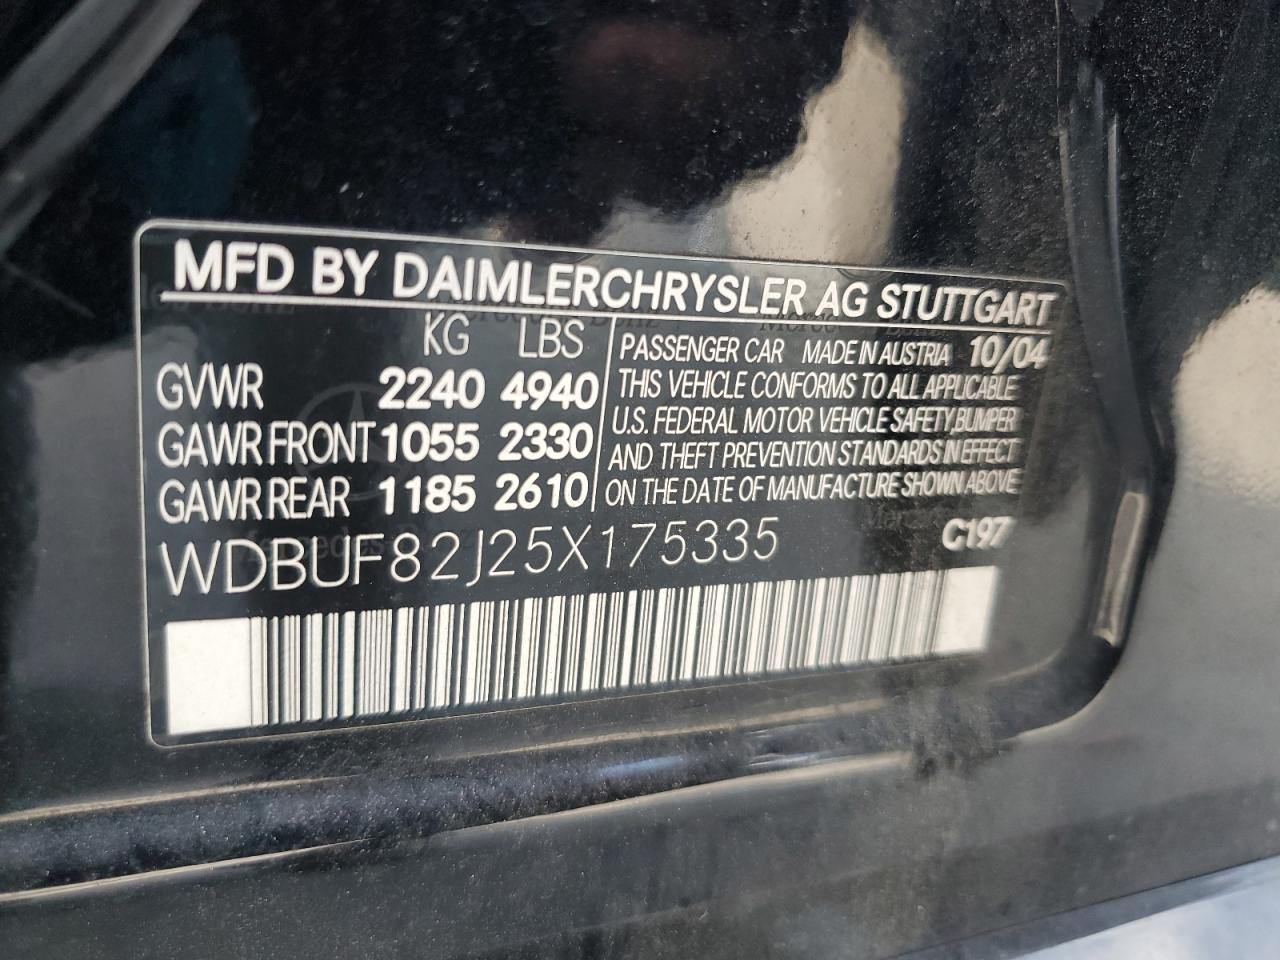 MFD BY DAIMLERCHRYSLER AG STUTTGART
KG LBS
GVWR 2240 4940
GAWR FRONT 1055 2330
GAWR REAR 1185 2610
PASSENGER CAR MADE IN AUSTRIA 10/04
THIS VEHICLE CONFORMS TO ALL APPLICABLE
U.S. FEDERAL MOTOR VEHICLE SAFETY,BUMPER
AND THEFT PREVENTION STANDARDS IN EFFECT
ON THE DATE OF MANUFACTURE SHOWN ABOVE
C197
WDBUF82J25X175335